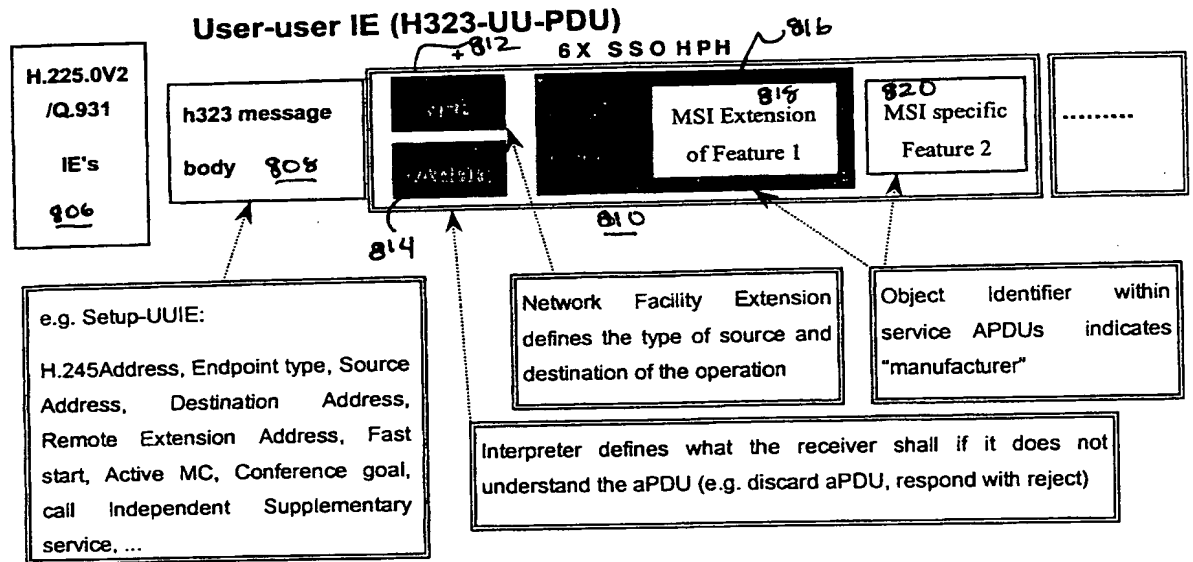 User-user IE (H323-UU-PDU)
812
6X SSOHPH
816
H.225.0V2
/Q.931
IE's
806
h323 message
body 808
814
818
MSI Extension
of Feature 1
820
MSI specific
Feature 2
.........
810
e.g. Setup-UUIE:
H.245Address, Endpoint type, Source
Address, Destination Address,
Remote Extension Address, Fast
start, Active MC, Conference goal,
call Independent Supplementary
service, ...
Network Facility Extension
defines the type of source and
destination of the operation
Object Identifier within
service APDUs indicates
"manufacturer"
Interpreter defines what the receiver shall if it does not
understand the aPDU (e.g. discard aPDU, respond with reject)